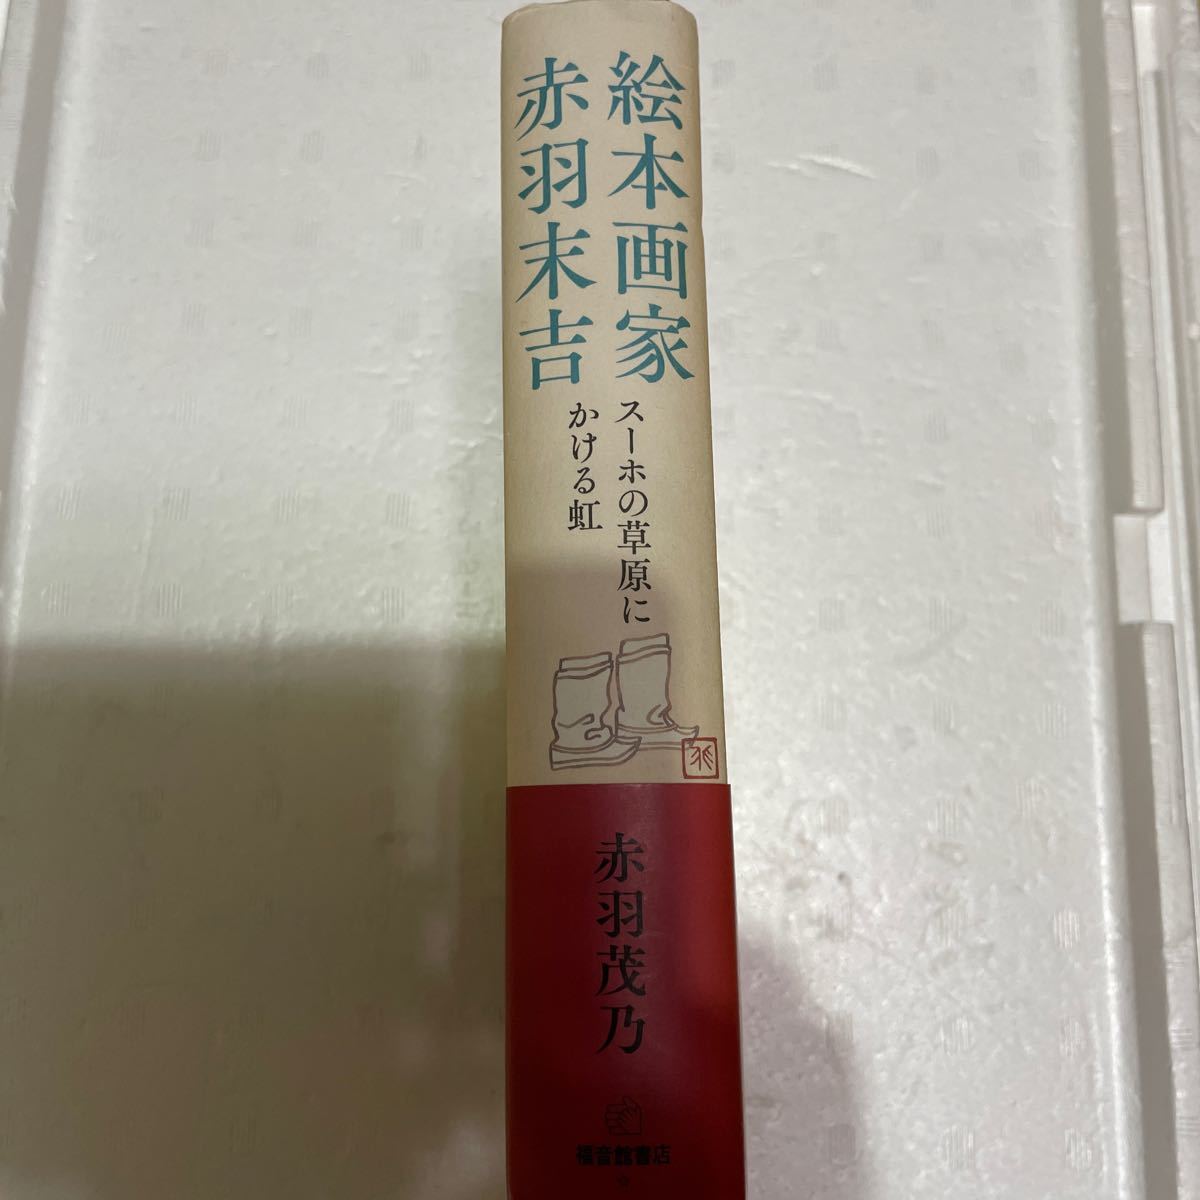 絵本画家
赤羽末吉
スーホの草原に
かける虹
赤羽茂乃
福音館書店